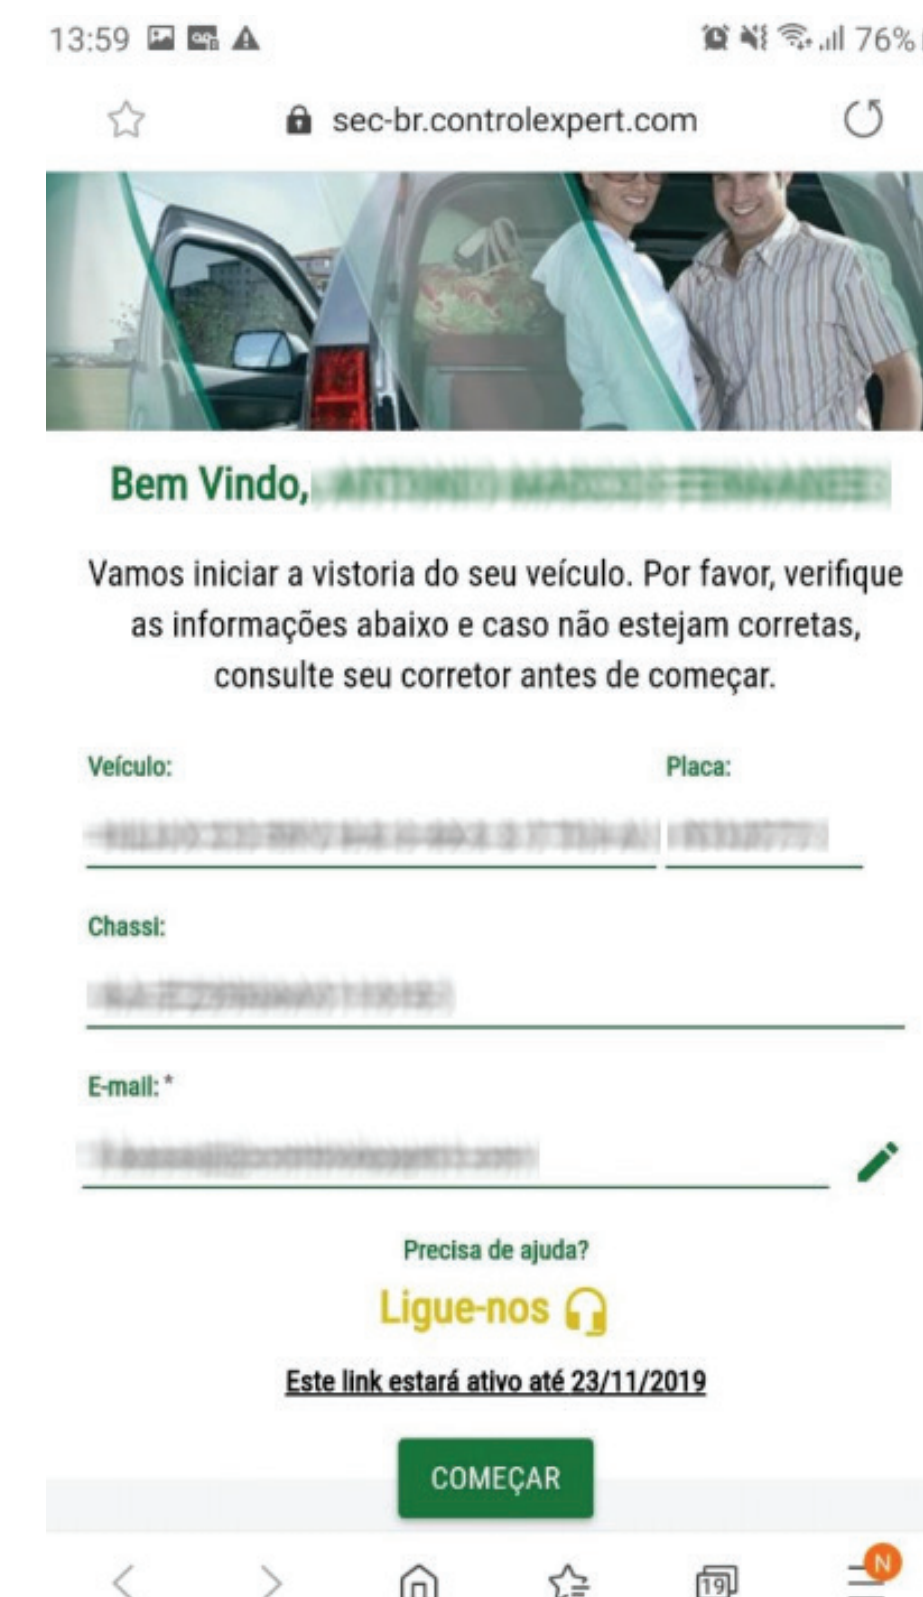 13:59
76%
sec-br.controlexpert.com
Bem Vindo,
Vamos iniciar a vistoria do seu veículo. Por favor, verifique
as informações abaixo e caso não estejam corretas,
consulte seu corretor antes de começar.
Veículo: Placa:
Chassi:
E-mail: *
Precisa de ajuda?
Ligue-nos
Este link estará ativo até 23/11/2019
COMEÇAR
19
N